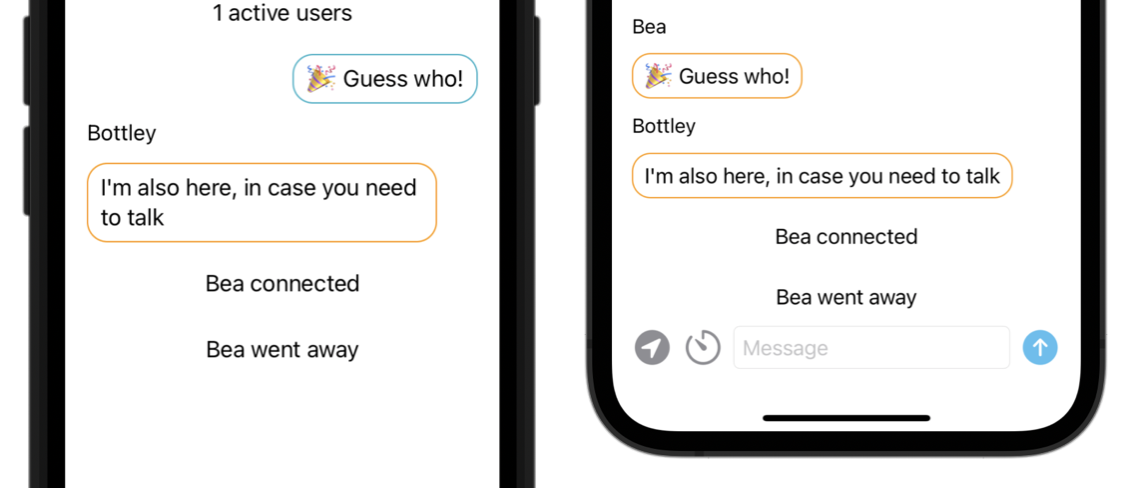 1 active users
🎉 Guess who!
Bottley
I'm also here, in case you need
to talk
Bea connected
Bea went away
Bea
🎉 Guess who!
Bottley
I'm also here, in case you need to talk
Bea connected
Bea went away
Message